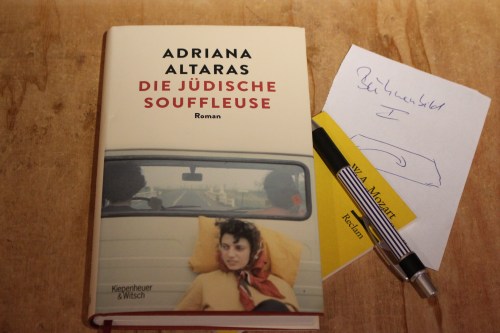 ADRIANA
ALTARAS
DIE JÜDISCHE
SOUFFLEUSE
Roman
Kiepenheuer
&Witsch
Bühnenbild
I
W. A. Mozart
Reclam